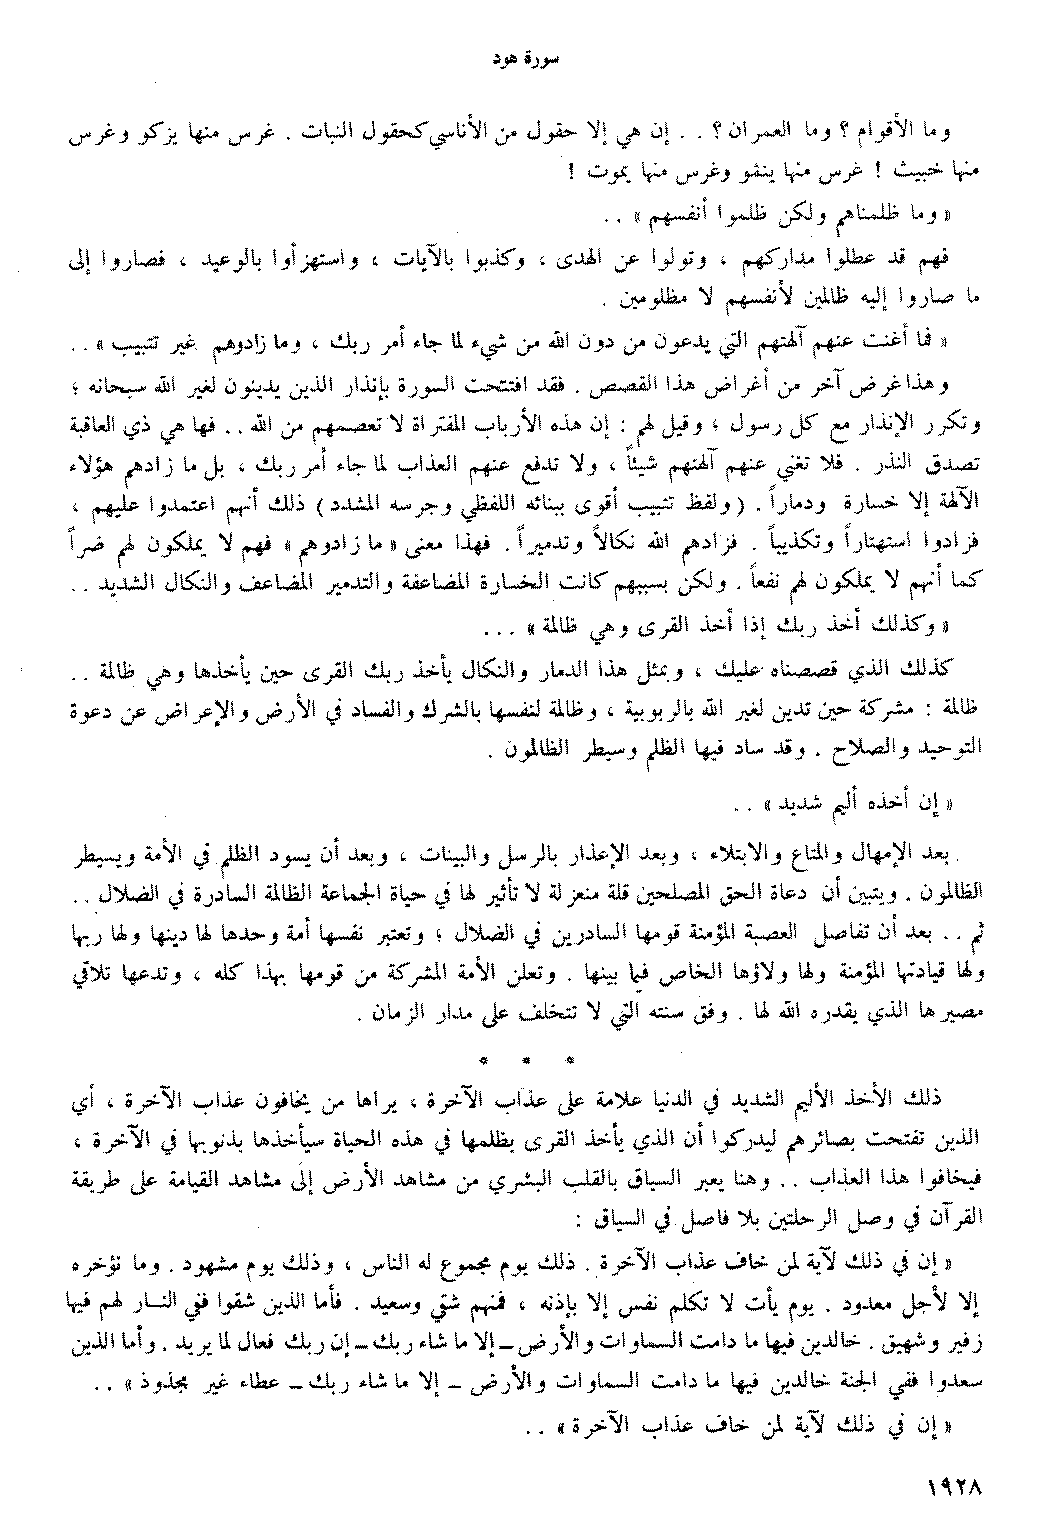 سورة هود
وما الأقوام ؟ وما العمران ؟ . . إن هي إلا حقول من الأناسي كحقول النبات . غرس منها يزكو وغرس
منها خبيث ! غرس منها ينمو وغرس منها يموت !
« وما ظلمناهم ولكن ظلموا أنفسهم » . .
فهم قد عطلوا مداركهم ، وتولوا عن الهدى ، وكذبوا بالآيات ، واستهزأوا بالوعيد ، فصاروا إلى
ما صاروا إليه ظالمين لأنفسهم لا مظلومين .
« فما أغنت عنهم آلهتهم التي يدعون من دون الله من شيء لما جاء أمر ربك ، وما زادوهم غير تتبيب » . .
وهذا غرض آخر من أغراض هذا القصص . فقد افتتحت السورة بإنذار الذين يدينون لغير الله سبحانه ؛
وتكرر الإنذار مع كل رسول ؛ وقيل لهم : إن هذه الأرباب المفتراة لا تعصمهم من الله . . فها هي ذي العاقبة
تصدق النذر . فلا تغني عنهم آلهتهم شيئاً ، ولا تدفع عنهم العذاب لما جاء أمر ربك ، بل ما زادهم هؤلاء
الآلهة إلا خسارة ودماراً . ( ولفظ تتبيب أقوى ببنائه اللفظي وجرسه المشدد ) ذلك أنهم اعتمدوا عليهم ،
فزادوا استهتاراً وتكذيباً . فزادهم الله نكالاً وتدميراً . فهذا معنى « ما زادوهم » فهم لا يملكون لهم ضراً
كما أنهم لا يملكون لهم نفعاً . ولكن بسببهم كانت الخسارة المضاعفة والتدمير المضاعف والنكال الشديد . .
« وكذلك أخذ ربك إذا أخذ القرى وهي ظالمة » . . .
كذلك الذي قصصناه عليك ، وبمثل هذا الدمار والنكال يأخذ ربك القرى حين يأخذها وهي ظالمة . .
ظالمة : مشركة حين تدين لغير الله بالربوبية ، وظالمة لنفسها بالشرك والفساد في الأرض والإعراض عن دعوة
التوحيد والصلاح . وقد ساد فيها الظلم وسيطر الظالمون .
« إن أخذه أليم شديد » . .
بعد الإمهال والمتاع والابتلاء ، وبعد الإعذار بالرسل والبينات ، وبعد أن يسود الظلم في الأمة ويسيطر
الظالمون . ويتبين أن دعاة الحق المصلحين قلة منعزلة لا تأثير لها في حياة الجماعة الظالمة السادرة في الضلال . .
ثم . . بعد أن تفاصل العصبة المؤمنة قومها السادرين في الضلال ؛ وتعتبر نفسها أمة وحدها لها دينها ولها ربها
ولها قيادتها المؤمنة ولها ولاؤها الخاص فيما بينها . وتعلن الأمة المشركة من قومها بهذا كله ، وتدعها تلاقي
مصيرها الذي يقدره الله لها . وفق سنته التي لا تتخلف على مدار الزمان .
* * *
ذلك الأخذ الأليم الشديد في الدنيا علامة على عذاب الآخرة ، يراها من يخافون عذاب الآخرة ، أي
الذين تفتحت بصائرهم ليدركوا أن الذي يأخذ القرى بظلمها في هذه الحياة سيأخذها بذنوبها في الآخرة ،
فيخافوا هذا العذاب . . وهنا يعبر السياق بالقلب البشري من مشاهد الأرض إلى مشاهد القيامة على طريقة
القرآن في وصل الرحلتين بلا فاصل في السياق :
« إن في ذلك لآية لمن خاف عذاب الآخرة . ذلك يوم مجموع له الناس ، وذلك يوم مشهود . وما نؤخره
إلا لأجل معدود . يوم يأت لا تكلم نفس إلا بإذنه ، فمنهم شقي وسعيد . فأما الذين شقوا ففي النار لهم فيها
زفير وشهيق . خالدين فيها ما دامت السماوات والأرض – إلا ما شاء ربك – إن ربك فعال لما يريد . وأما الذين
سعدوا ففي الجنة خالدين فيها ما دامت السماوات والأرض – إلا ما شاء ربك – عطاء غير مجذوذ » . .
« إن في ذلك لآية لمن خاف عذاب الآخرة » . .
١٩٢٨